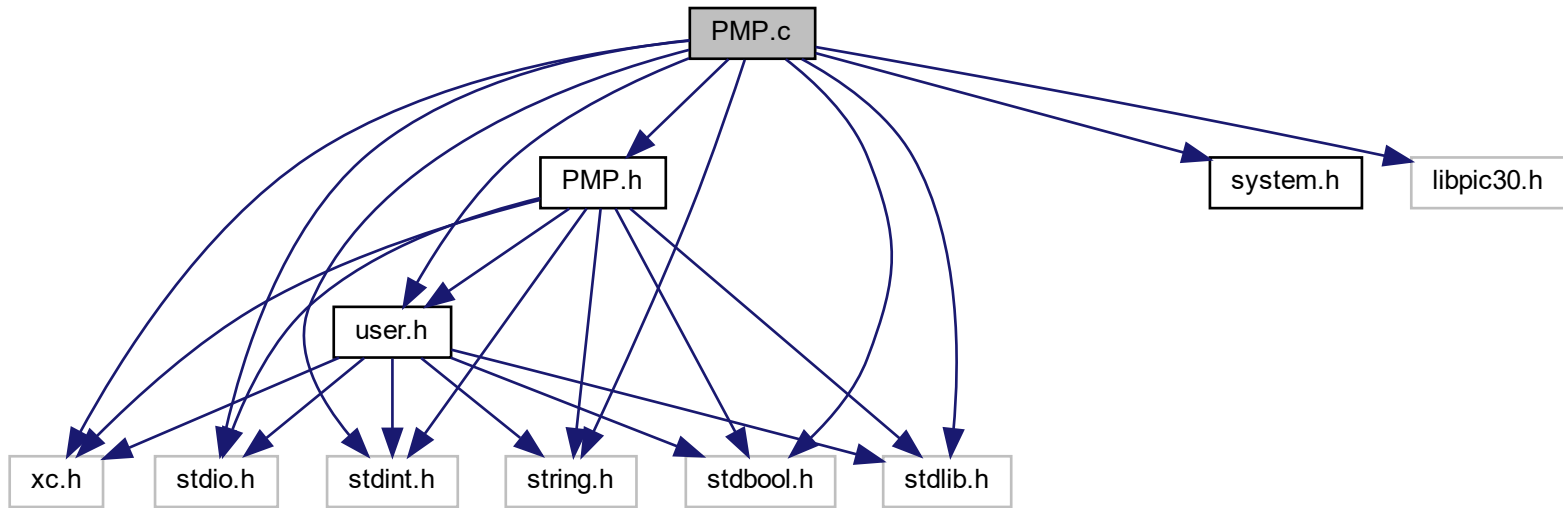 PMP.c
PMP.h
system.h
libpic30.h
user.h
xc.h
stdio.h
stdint.h
string.h
stdbool.h
stdlib.h